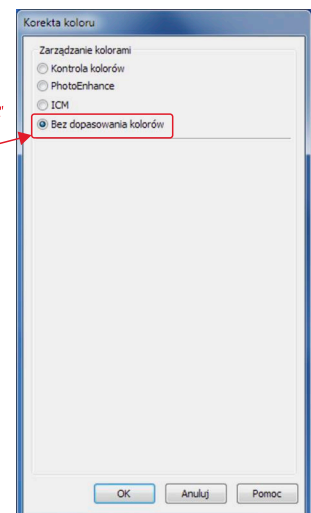 Korekta koloru
Zarządzanie kolorami
Kontrola kolorów
PhotoEnhance
ICM
Bez dopasowania kolorów
OK
Anuluj
Pomoc